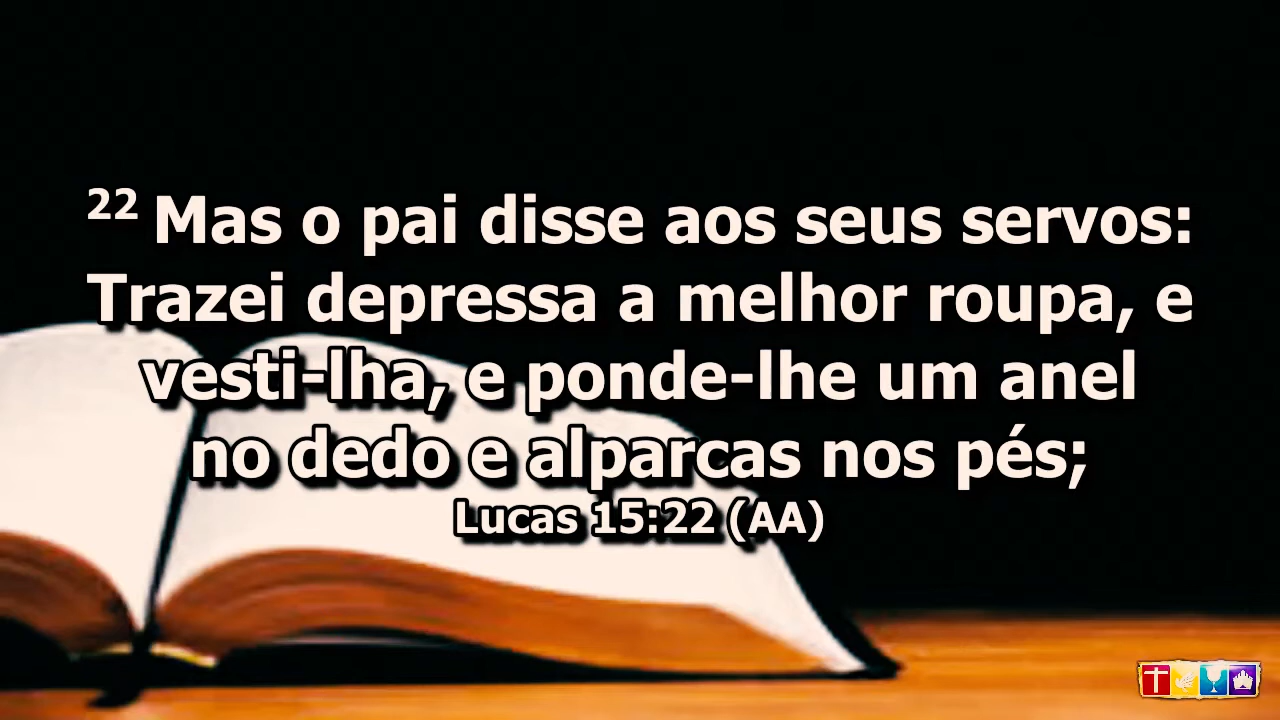 22 Mas o pai disse aos seus servos:
Trazei depressa a melhor roupa, e
vesti-lha, e ponde-lhe um anel
no dedo e alparcas nos pés;
Lucas 15:22 (AA)